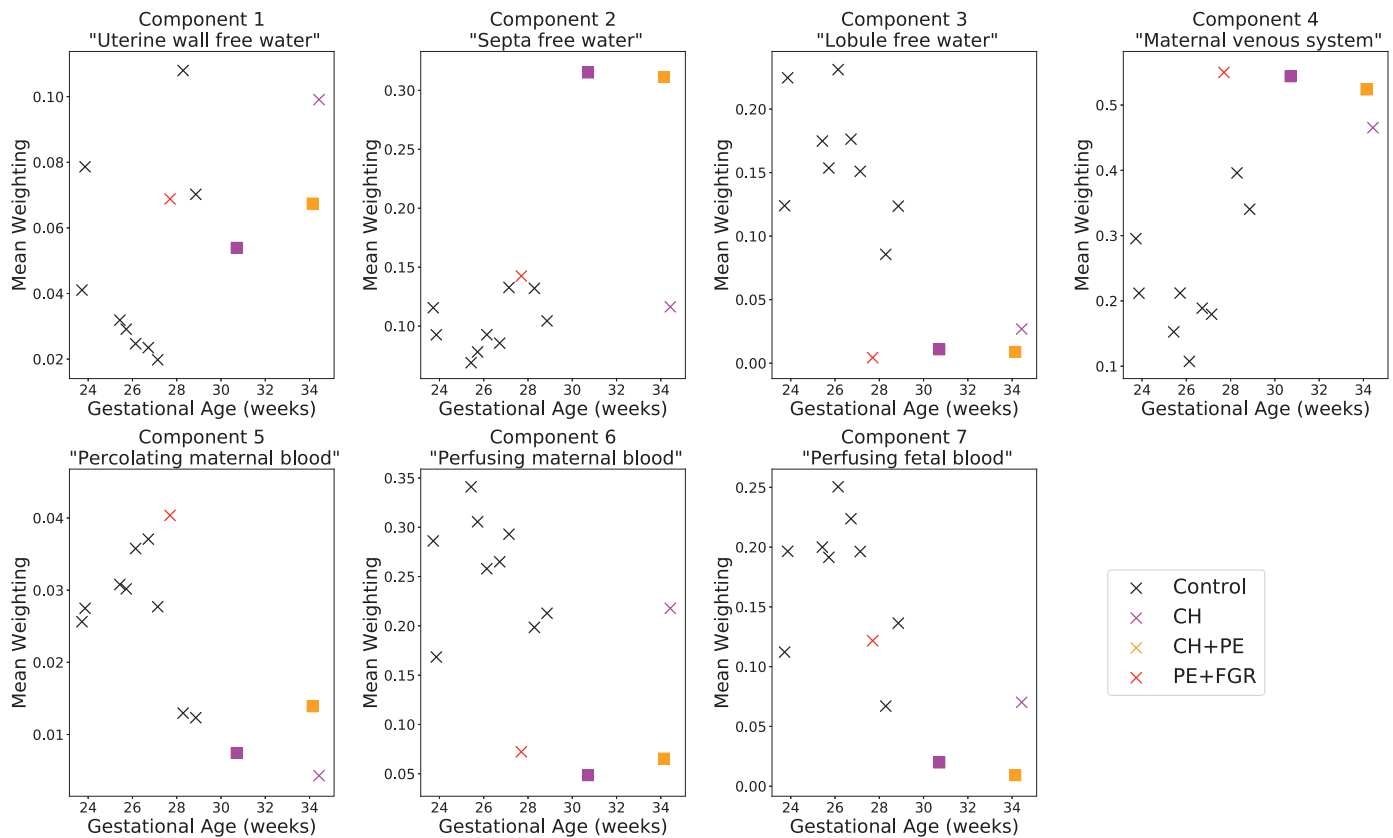 Component 1
"Uterine wall free water"
Mean Weighting
0.10
0.08
0.06
0.04
0.02
24 26 28 30 32 34
Gestational Age (weeks)
Component 2
"Septa free water"
Mean Weighting
0.30
0.25
0.20
0.15
0.10
24 26 28 30 32 34
Gestational Age (weeks)
Component 3
"Lobule free water"
Mean Weighting
0.20
0.15
0.10
0.05
0.00
24 26 28 30 32 34
Gestational Age (weeks)
Component 4
"Maternal venous system"
Mean Weighting
0.5
0.4
0.3
0.2
0.1
24 26 28 30 32 34
Gestational Age (weeks)
Component 5
"Percolating maternal blood"
Mean Weighting
0.04
0.03
0.02
0.01
24 26 28 30 32 34
Gestational Age (weeks)
Component 6
"Perfusing maternal blood"
Mean Weighting
0.35
0.30
0.25
0.20
0.15
0.10
0.05
24 26 28 30 32 34
Gestational Age (weeks)
Component 7
"Perfusing fetal blood"
Mean Weighting
0.25
0.20
0.15
0.10
0.05
0.00
24 26 28 30 32 34
Gestational Age (weeks)
Control
CH
CH+PE
PE+FGR